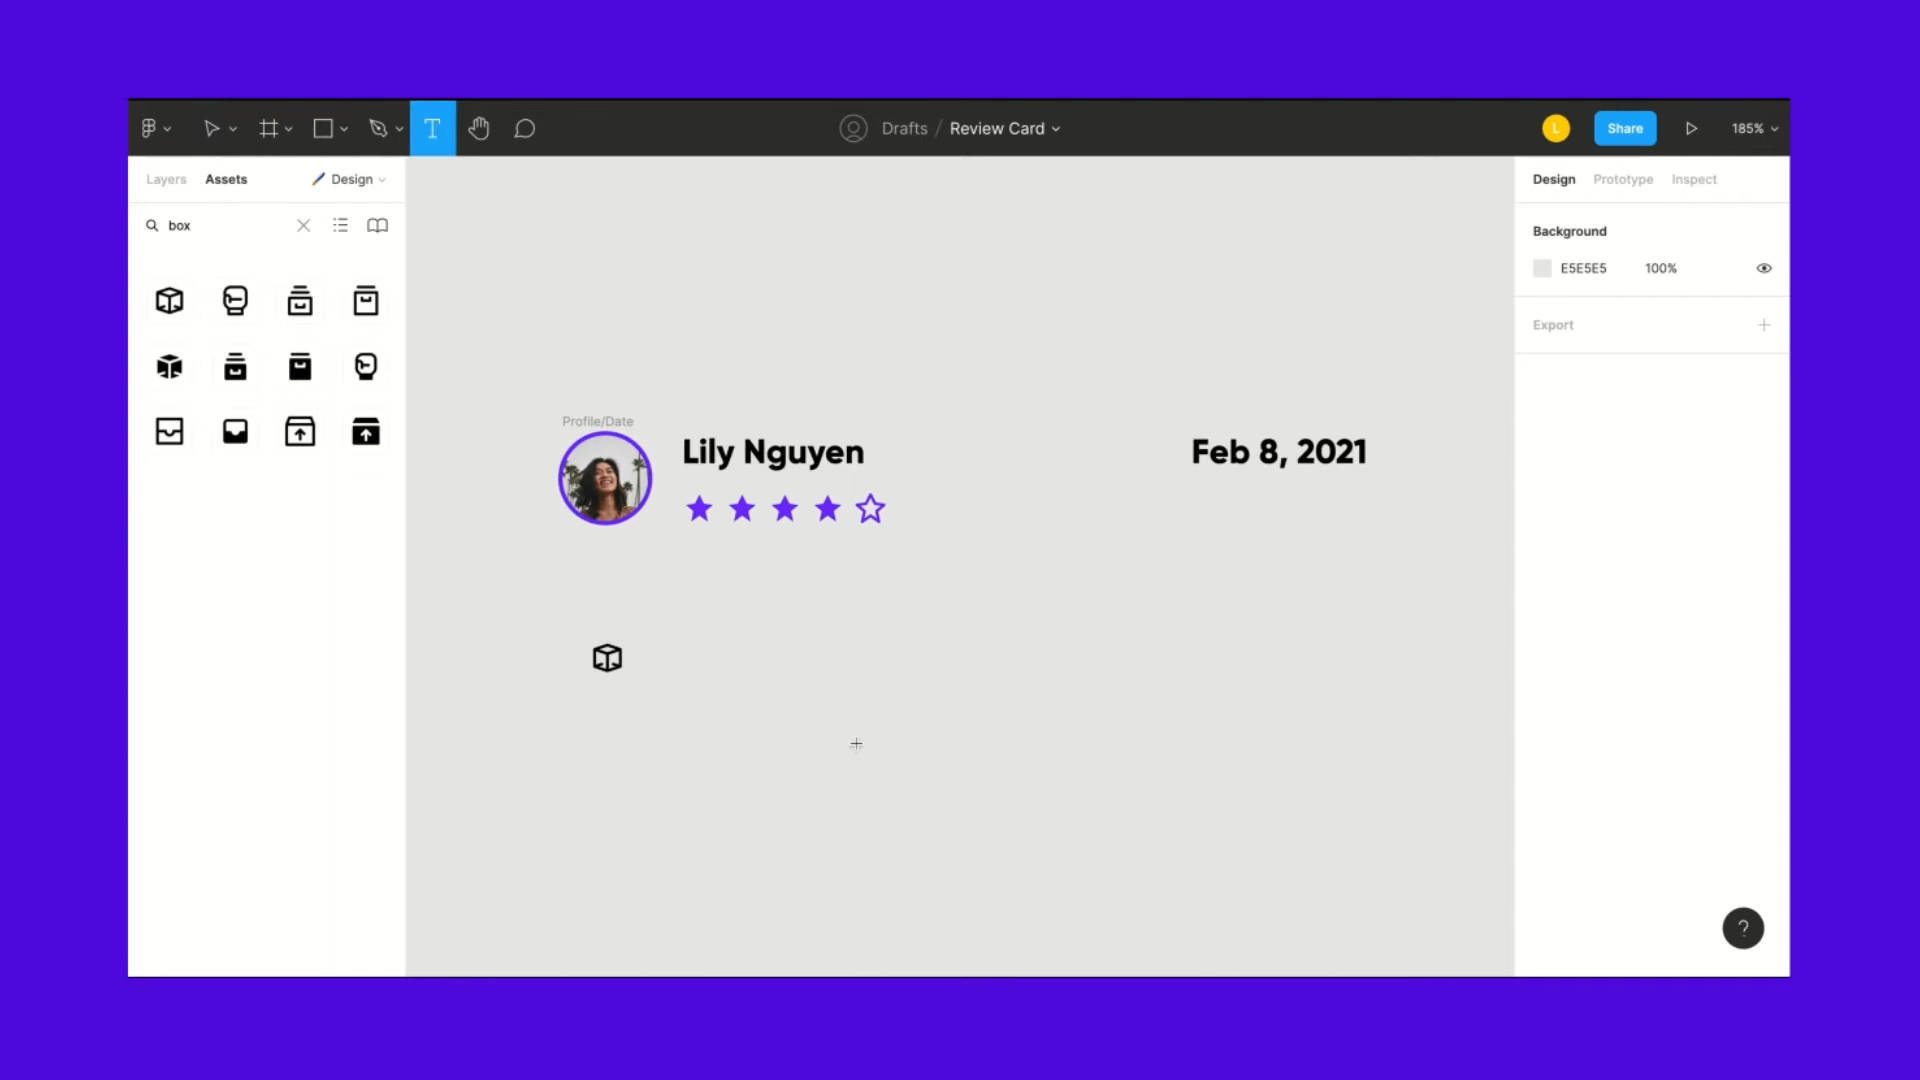 T
Drafts / Review Card
L
Share
185%
Layers
Assets
Design
Design
Prototype
Inspect
box
Background
E5E5E5
100%
Export
Profile/Date
Lily Nguyen
Feb 8, 2021
?